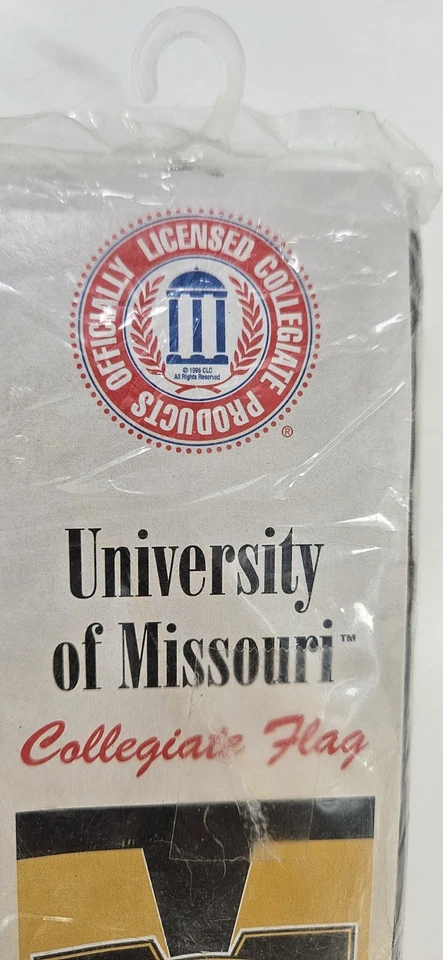 OFFICIALLY LICENSED COLLEGIATE PRODUCTS
© 1996 CLC
All Rights Reserved
®
University
of Missouri™
Collegiate Flag